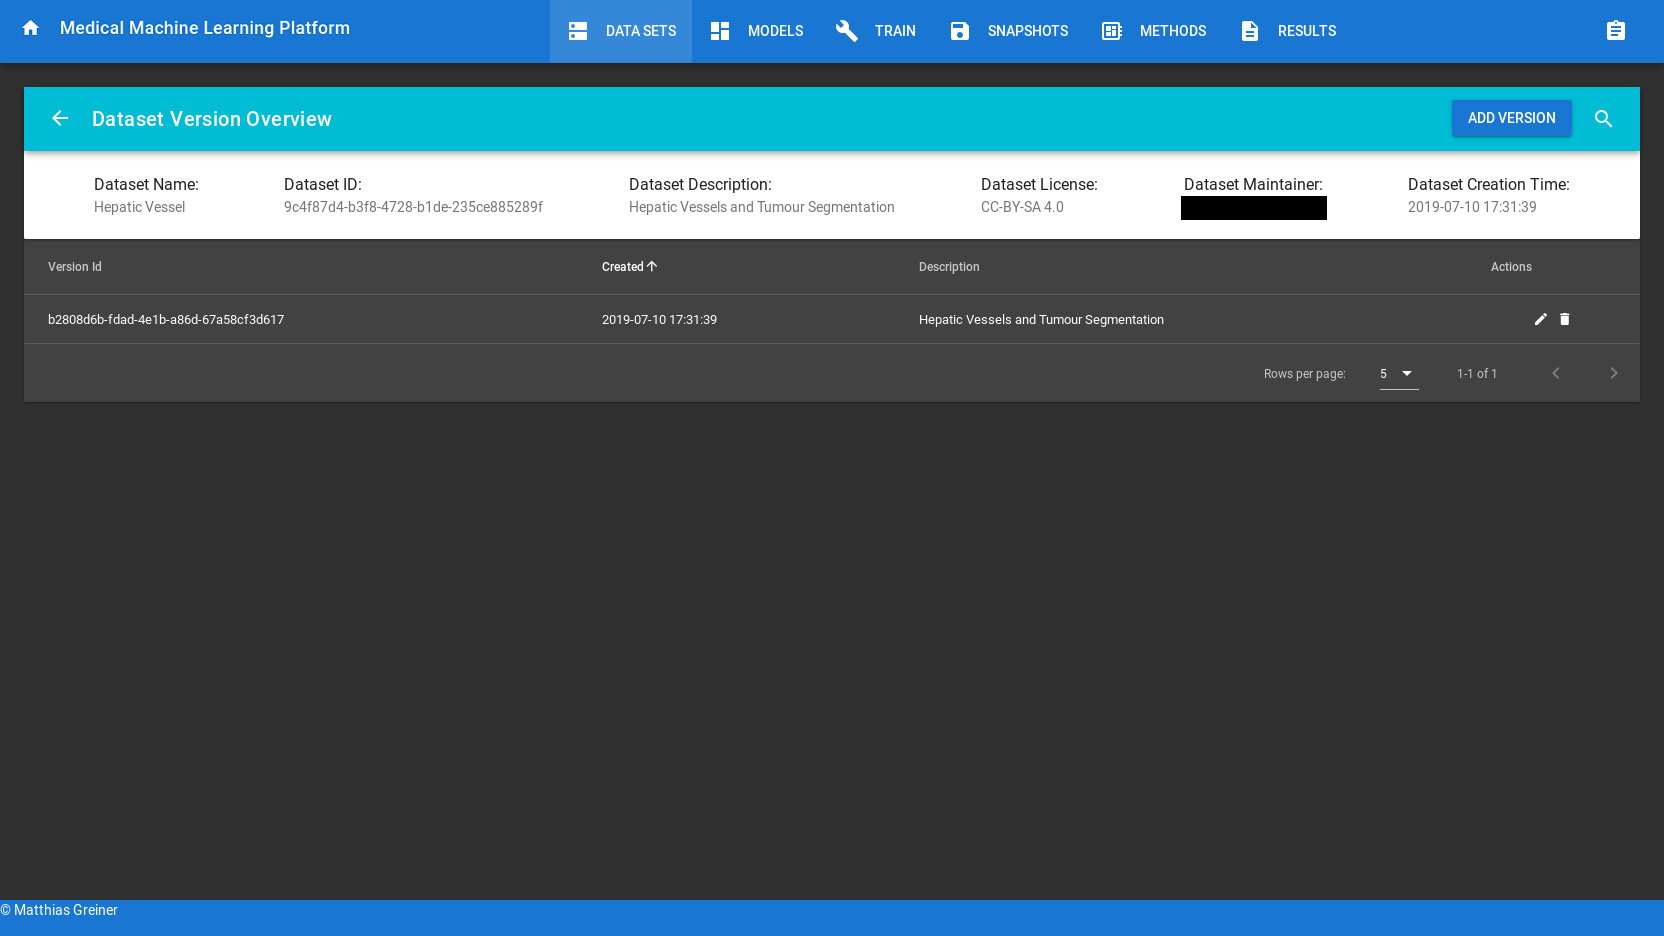 Medical Machine Learning Platform DATA SETS MODELS TRAIN SNAPSHOTS METHODS RESULTS
Dataset Version Overview ADD VERSION
Dataset Name: Dataset ID: Dataset Description: Dataset License: Dataset Maintainer: Dataset Creation Time:
Hepatic Vessel 9c4f87d4-b3f8-4728-b1de-235ce885289f Hepatic Vessels and Tumour Segmentation CC-BY-SA 4.0 2019-07-10 17:31:39
Version Id Created Description Actions
b2808d6b-fdad-4e1b-a86d-67a58cf3d617 2019-07-10 17:31:39 Hepatic Vessels and Tumour Segmentation
Rows per page: 5 1-1 of 1
© Matthias Greiner